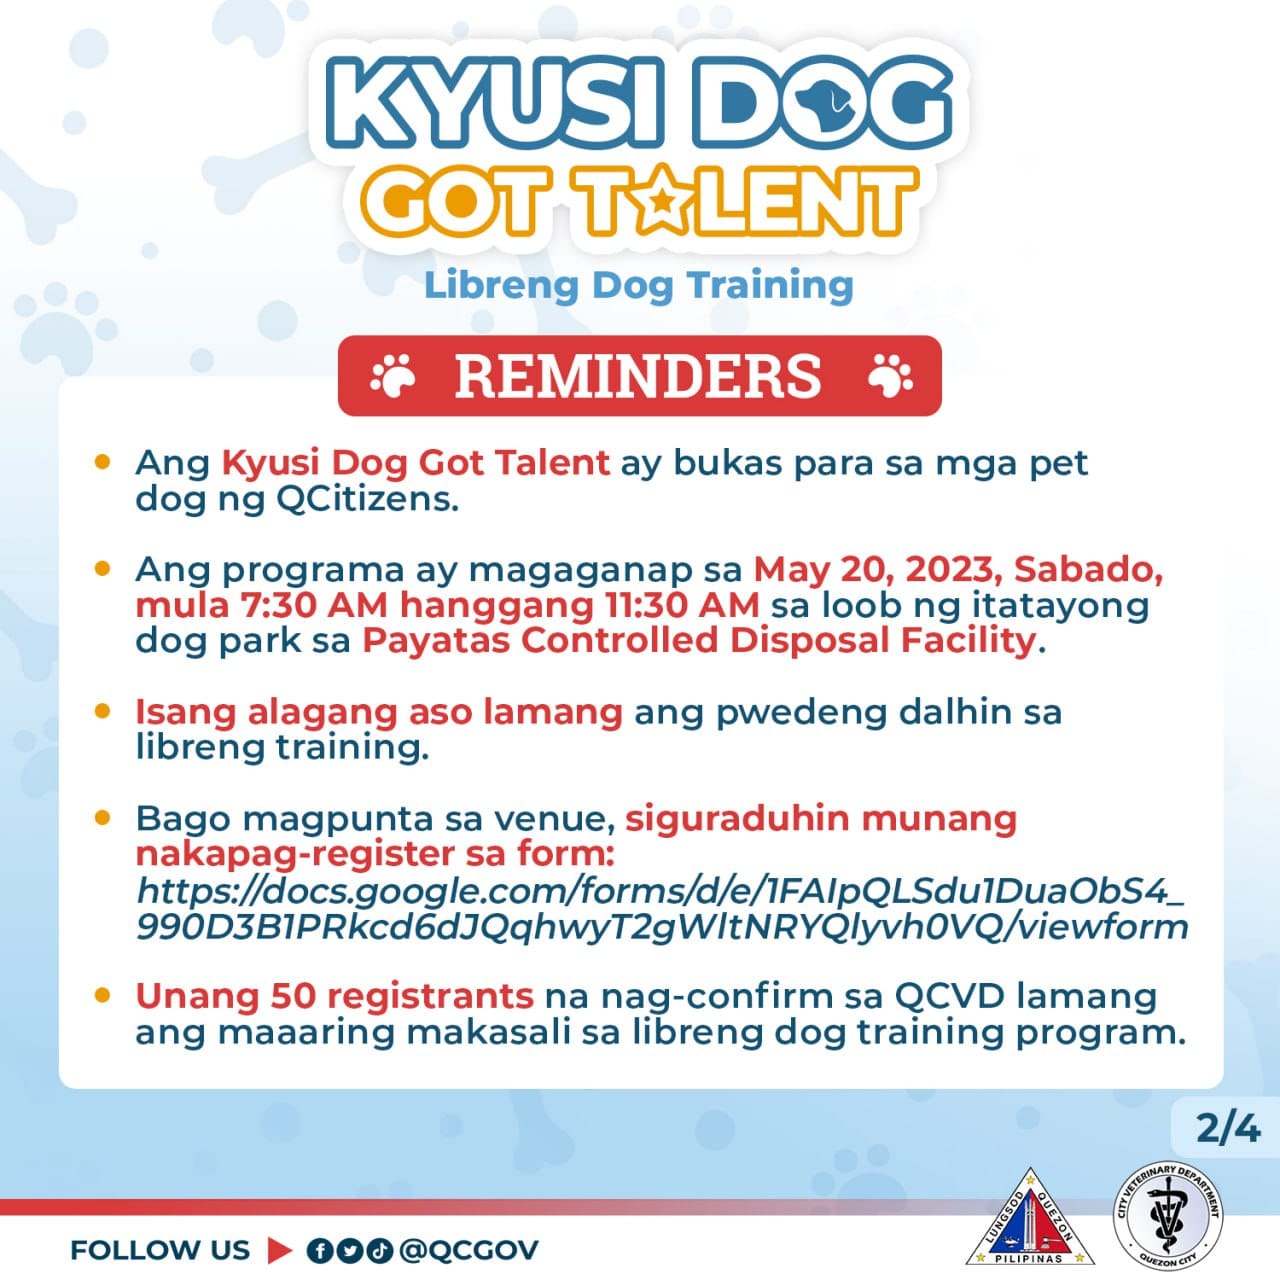 KYUSI DOG
GOT TALENT
Libreng Dog Training
REMINDERS
• Ang Kyusi Dog Got Talent ay bukas para sa mga pet
dog ng QCitizens.
• Ang programa ay magaganap sa May 20, 2023, Sabado,
mula 7:30 AM hanggang 11:30 AM sa loob ng itatayong
dog park sa Payatas Controlled Disposal Facility.
• Isang alagang aso lamang ang pwedeng dalhin sa
libreng training.
• Bago magpunta sa venue, siguraduhin munang
nakapag-register sa form:
https://docs.google.com/forms/d/e/1FAIpQLSdu1DuaObS4_
990D3B1PRkcd6dJQqhwyT2gWltNRYQlyvh0VQ/viewform
• Unang 50 registrants na nag-confirm sa QCVD lamang
ang maaaring makasali sa libreng dog training program.
2/4
FOLLOW US @QCGOV
LUNGSOD QUEZON
PILIPINAS
CITY VETERINARY DEPARTMENT
• QUEZON CITY •